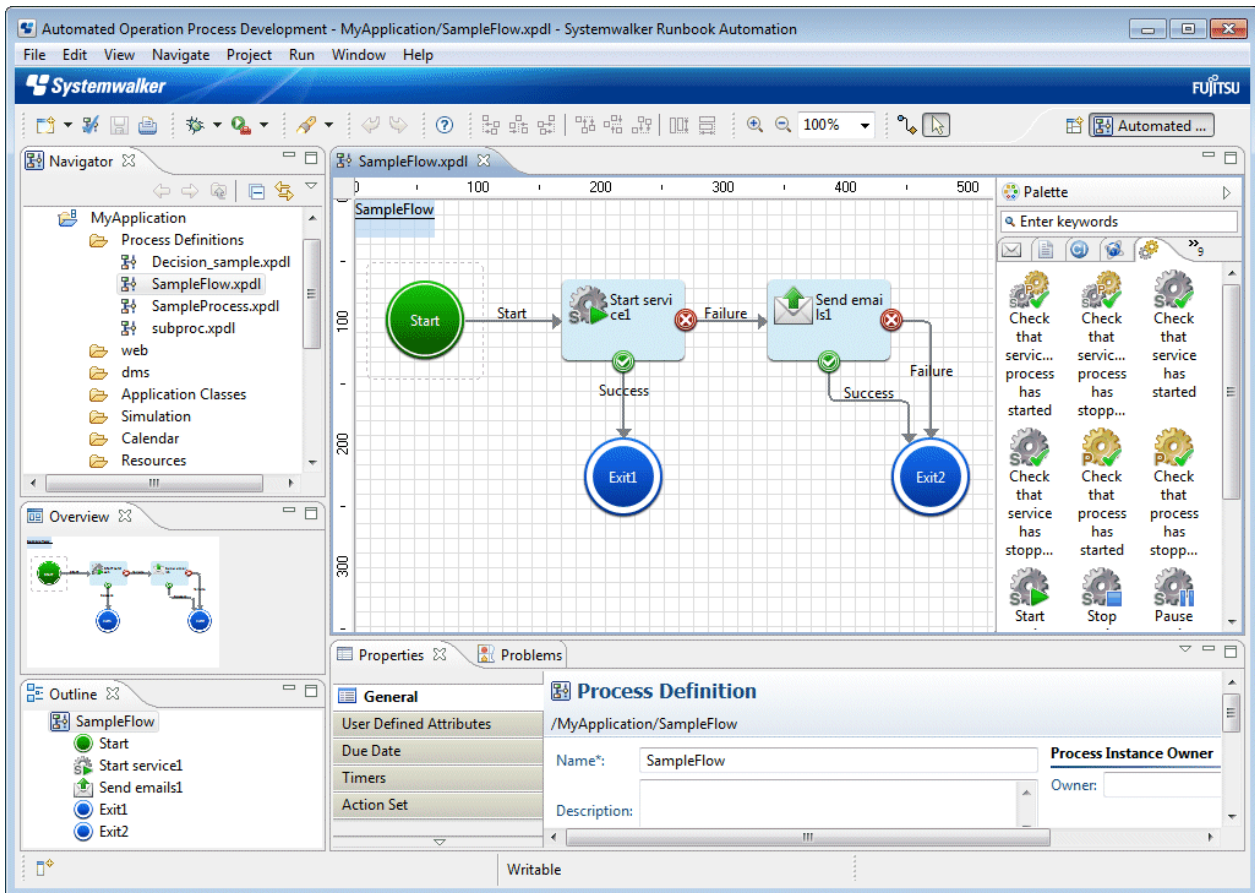 Automated Operation Process Development - MyApplication/SampleFlow.xpdl - Systemwalker Runbook Automation
File Edit View Navigate Project Run Window Help
Systemwalker
FUJITSU
100%
Automated ...
Navigator
MyApplication
Process Definitions
Decision_sample.xpdl
SampleFlow.xpdl
SampleProcess.xpdl
subproc.xpdl
web
dms
Application Classes
Simulation
Calendar
Resources
Overview
Outline
SampleFlow
Start
Start service1
Send emails1
Exit1
Exit2
SampleFlow.xpdl
0 100 200 300 400 500
100
200
300
SampleFlow
Start
Start
Start servi
ce1
Failure
Send emai
ls1
Failure
Success
Success
Exit1
Exit2
Palette
Enter keywords
»9
Check
that
servic...
process
has
started
Check
that
servic...
process
has
stopp...
Check
that
service
has
started
Check
that
service
has
stopp...
Check
that
process
has
started
Check
that
process
has
stopp...
Start
Stop
Pause
Properties
Problems
General
User Defined Attributes
Due Date
Timers
Action Set
Process Definition
/MyApplication/SampleFlow
Name*:
SampleFlow
Description:
Process Instance Owner
Owner:
Writable